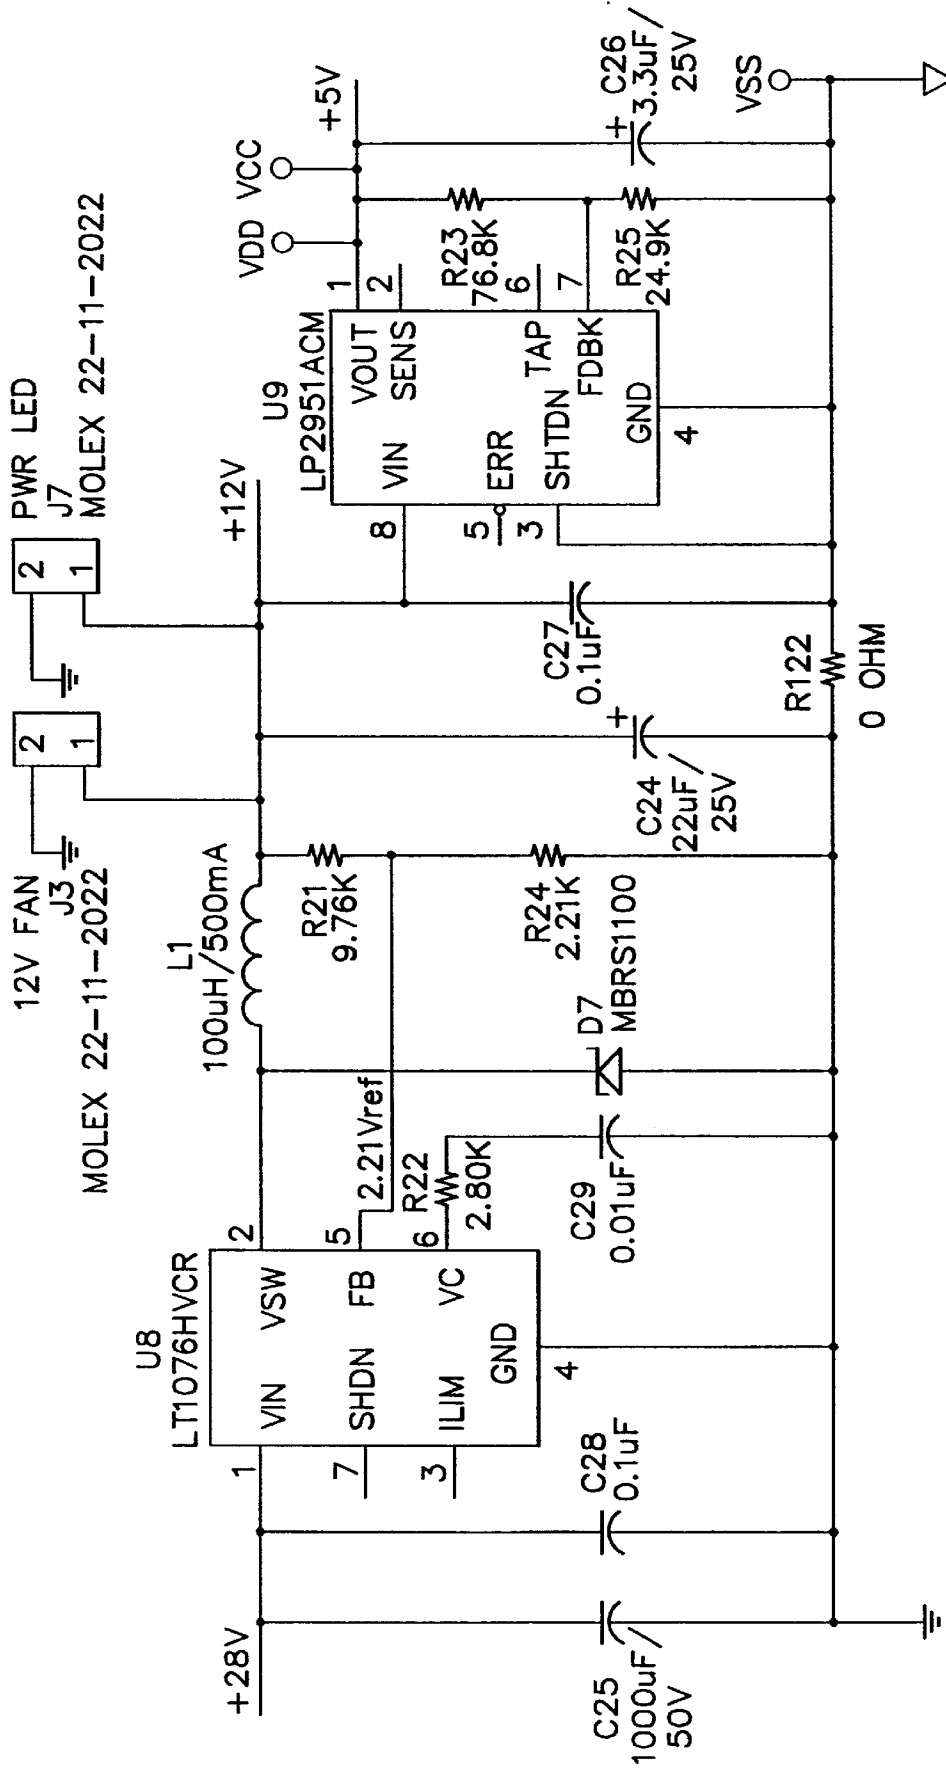 12V FAN
J3
MOLEX 22-11-2022
2
1
PWR LED
J7
MOLEX 22-11-2022
2
1
+28V
C25
1000uF/
50V
C28
0.1uF
U8
LT1076HVCR
1
VIN
VSW
2
7
SHDN
FB
5
2.21Vref
3
ILIM
VC
6
GND
4
R22
2.80K
C29
0.01uF
D7
MBRS1100
L1
100uH/500mA
R21
9.76K
R24
2.21K
C24
22uF/
25V
+
+12V
C27
0.1uF
R122
0 OHM
U9
LP2951ACM
8
VIN
VOUT
1
SENS
2
5
ERR
TAP
6
3
SHTDN
FDBK
7
GND
4
VDD
VCC
+5V
R23
76.8K
R25
24.9K
+
C26
3.3uF/
25V
VSS